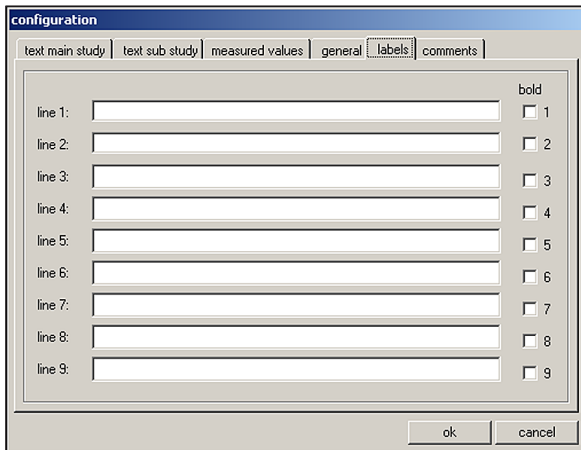 configuration
text main study text sub study measured values general labels comments
bold
line 1: 1
line 2: 2
line 3: 3
line 4: 4
line 5: 5
line 6: 6
line 7: 7
line 8: 8
line 9: 9
ok cancel